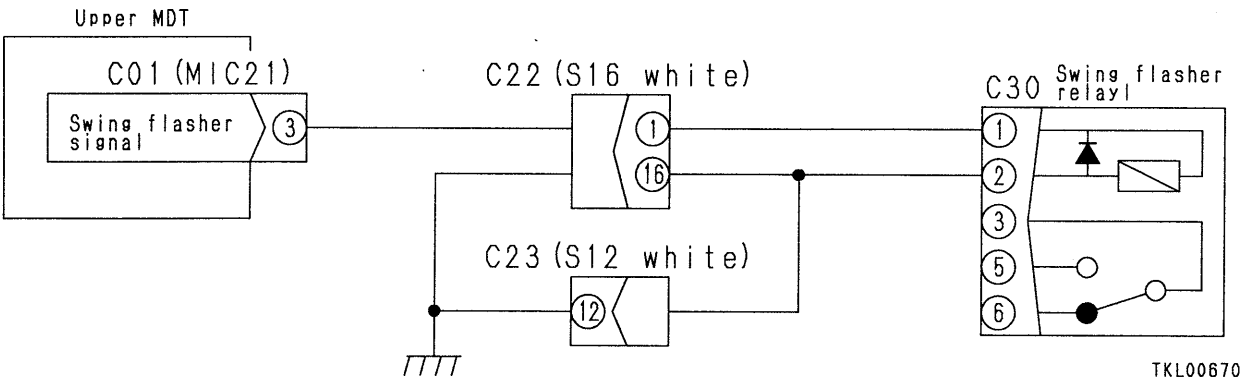 Upper MDT
C01 (MIC21)
Swing flasher
signal
3
C22 (S16 white)
1
16
C23 (S12 white)
12
C30
Swing flasher
relay1
1
2
3
5
6
TKL00670